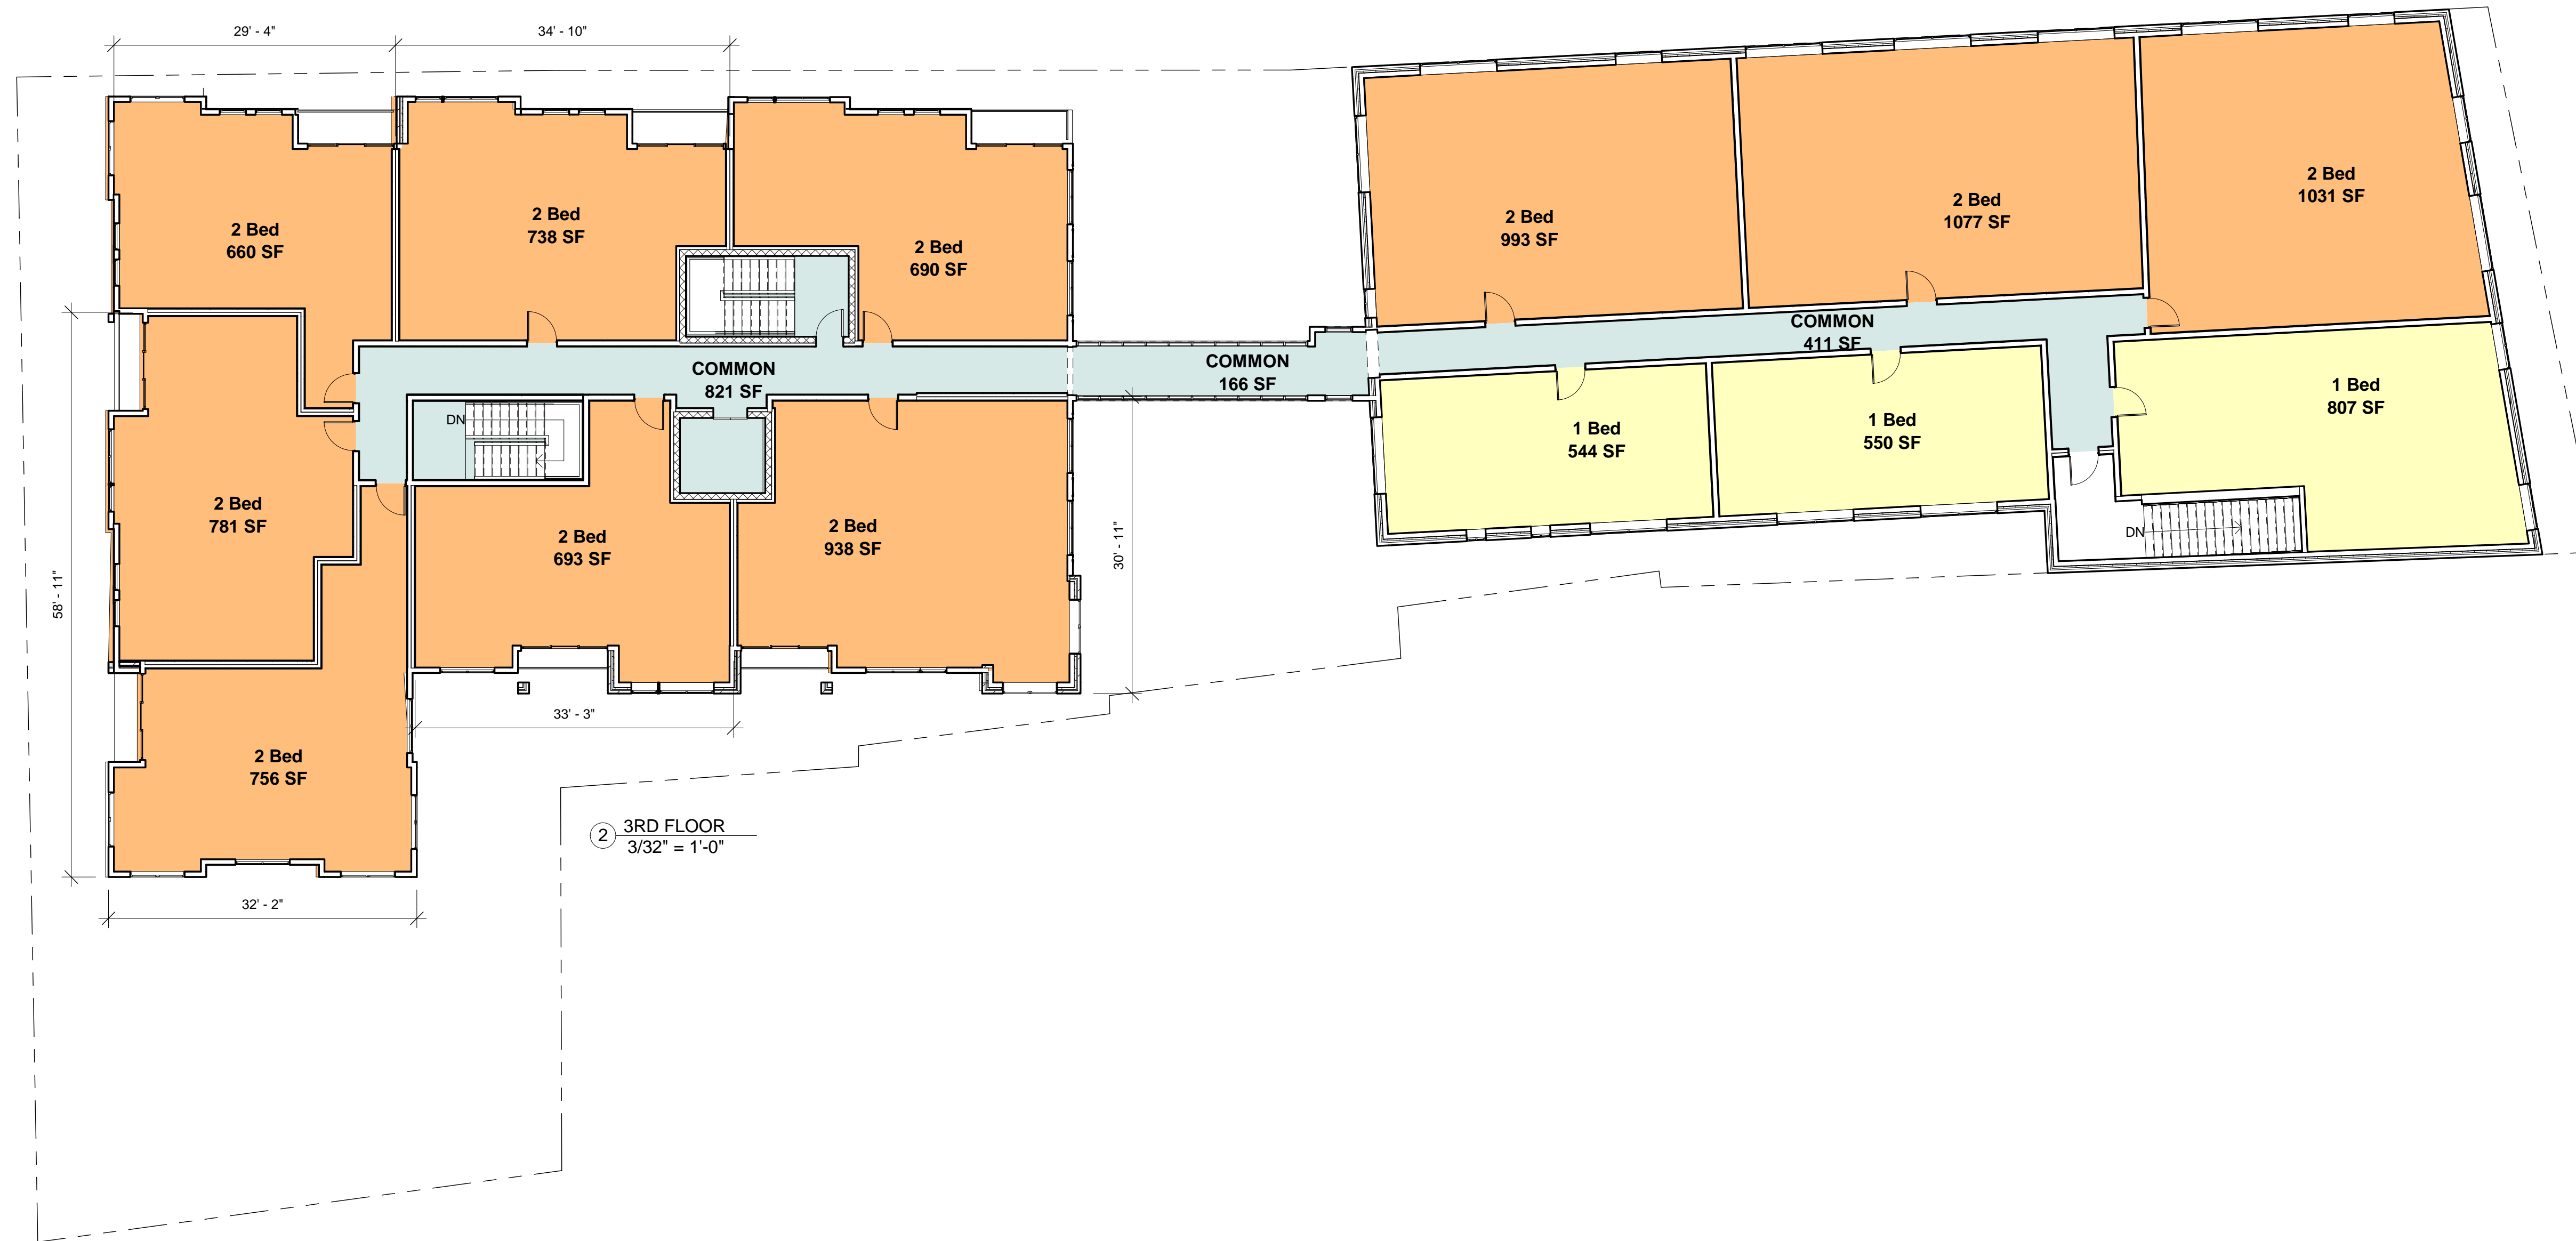 29' - 4"
34' - 10"
2 Bed
660 SF
2 Bed
738 SF
2 Bed
690 SF
2 Bed
993 SF
2 Bed
1077 SF
2 Bed
1031 SF
COMMON
821 SF
COMMON
166 SF
COMMON
411 SF
DN
2 Bed
781 SF
2 Bed
693 SF
2 Bed
938 SF
1 Bed
544 SF
1 Bed
550 SF
1 Bed
807 SF
DN
58' - 11"
30' - 11"
33' - 3"
2 Bed
756 SF
32' - 2"
2 3RD FLOOR
3/32" = 1'-0"